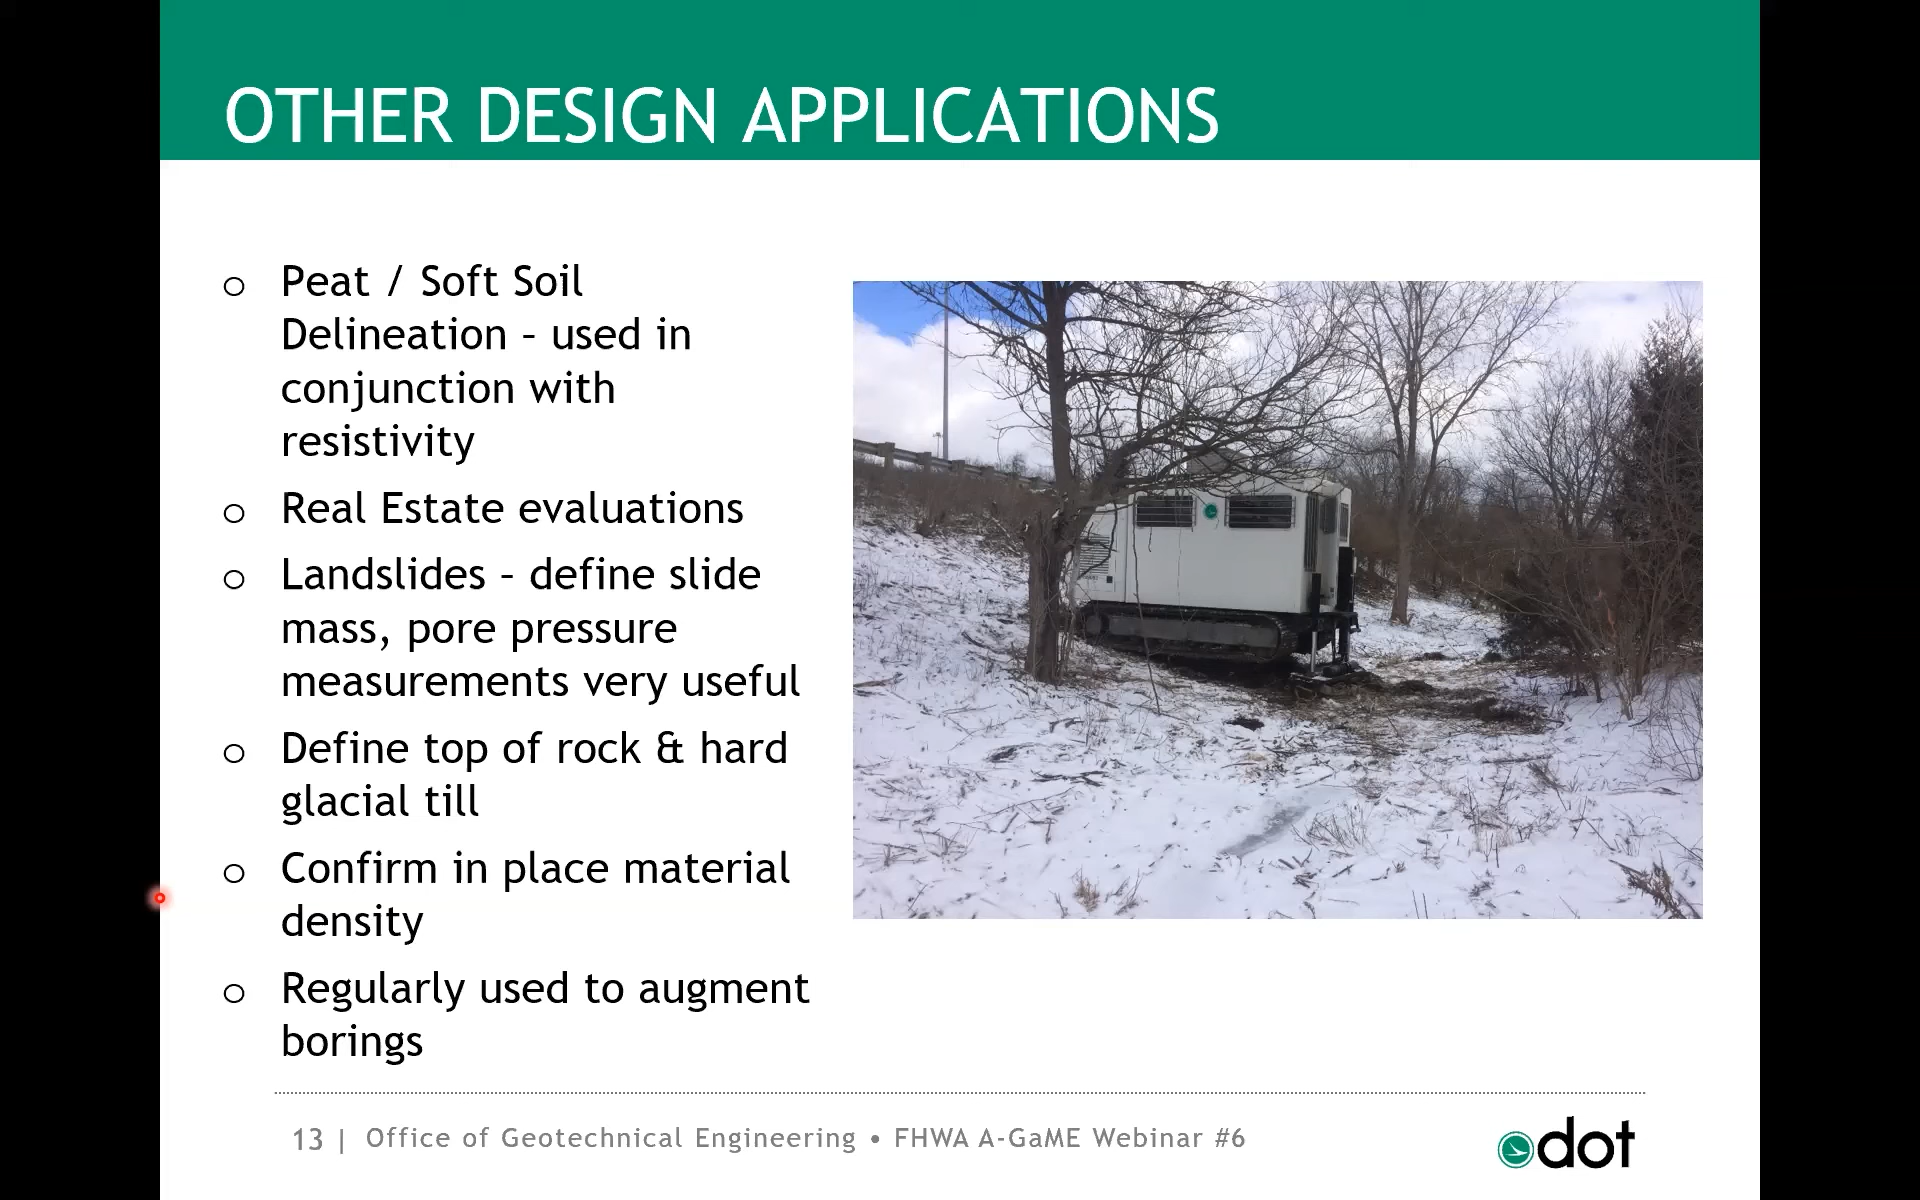 OTHER DESIGN APPLICATIONS
o Peat / Soft Soil
Delineation – used in
conjunction with
resistivity
o Real Estate evaluations
o Landslides – define slide
mass, pore pressure
measurements very useful
o Define top of rock & hard
glacial till
o Confirm in place material
density
o Regularly used to augment
borings
13 | Office of Geotechnical Engineering • FHWA A-GaME Webinar #6
dot